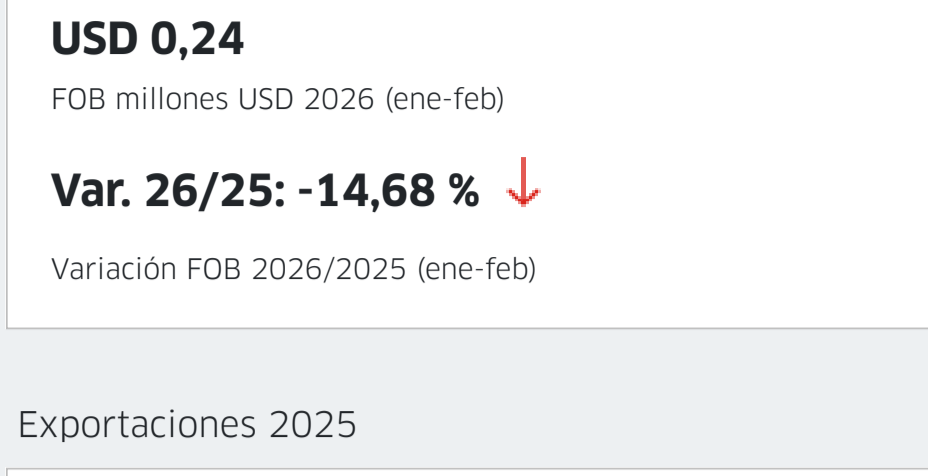 USD 0,24
FOB millones USD 2026 (ene-feb)
Var. 26/25: -14,68 %
Variación FOB 2026/2025 (ene-feb)
Exportaciones 2025